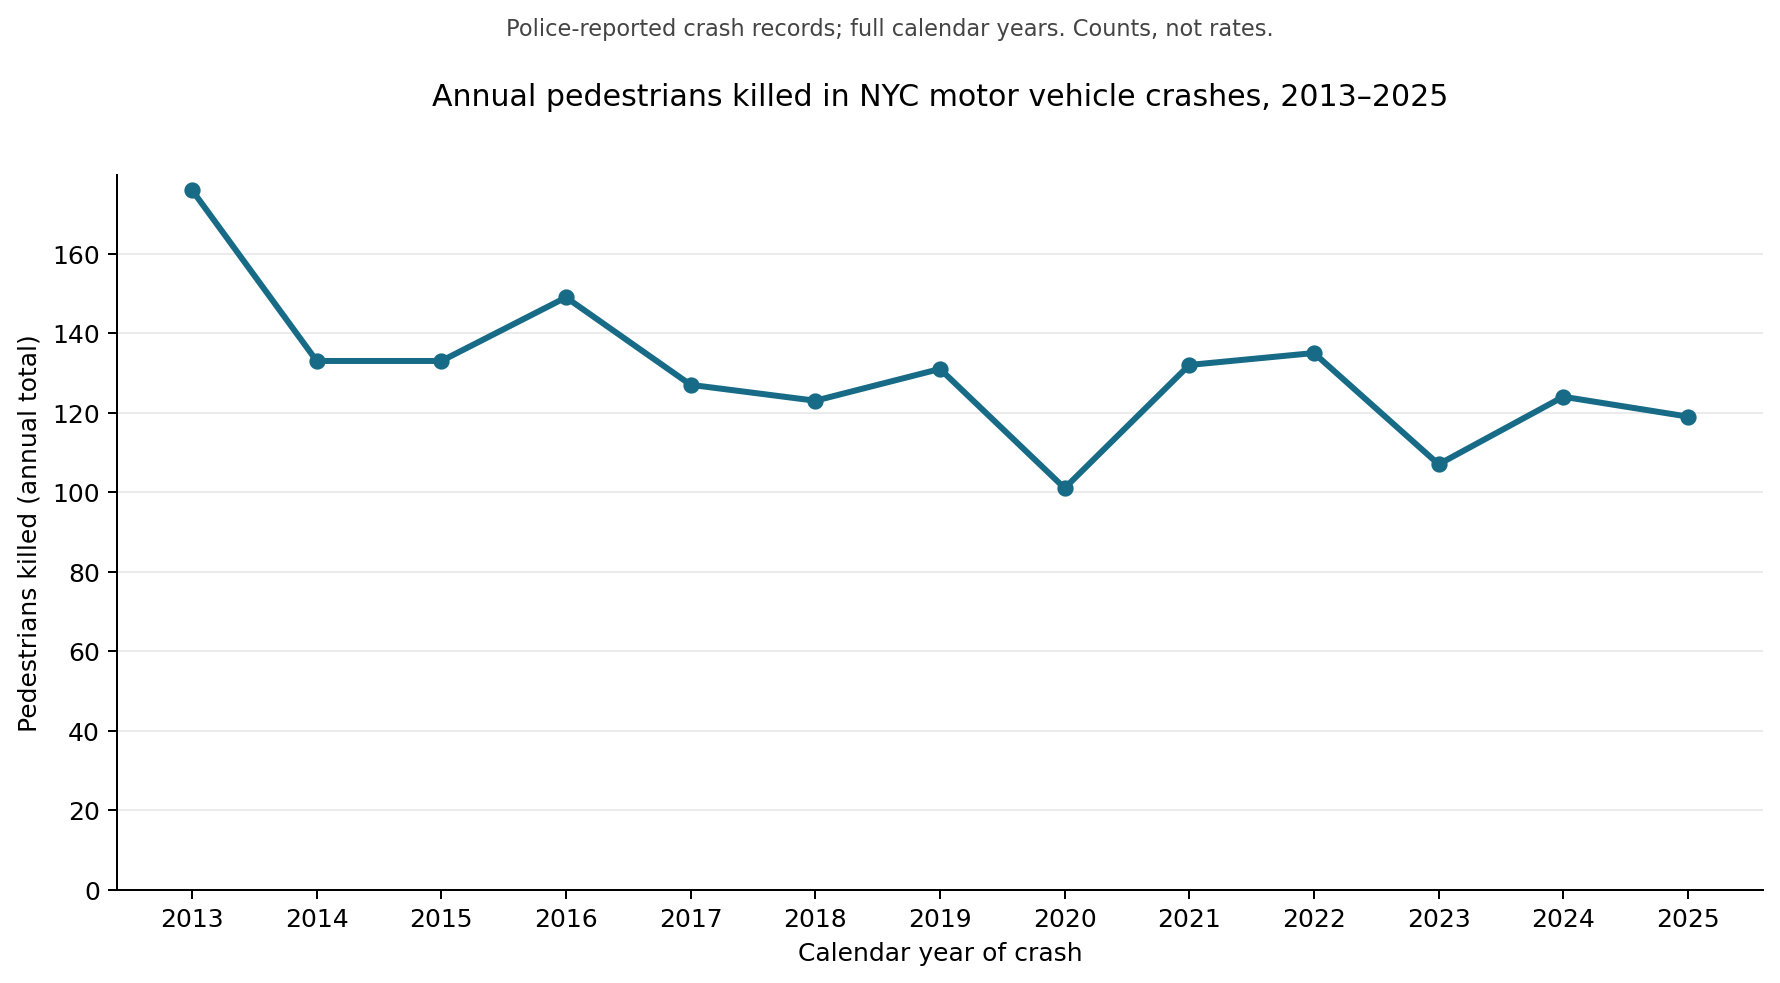 Police-reported crash records; full calendar years. Counts, not rates.
Annual pedestrians killed in NYC motor vehicle crashes, 2013–2025
Pedestrians killed (annual total)
160
140
120
100
80
60
40
20
0
2013 2014 2015 2016 2017 2018 2019 2020 2021 2022 2023 2024 2025
Calendar year of crash